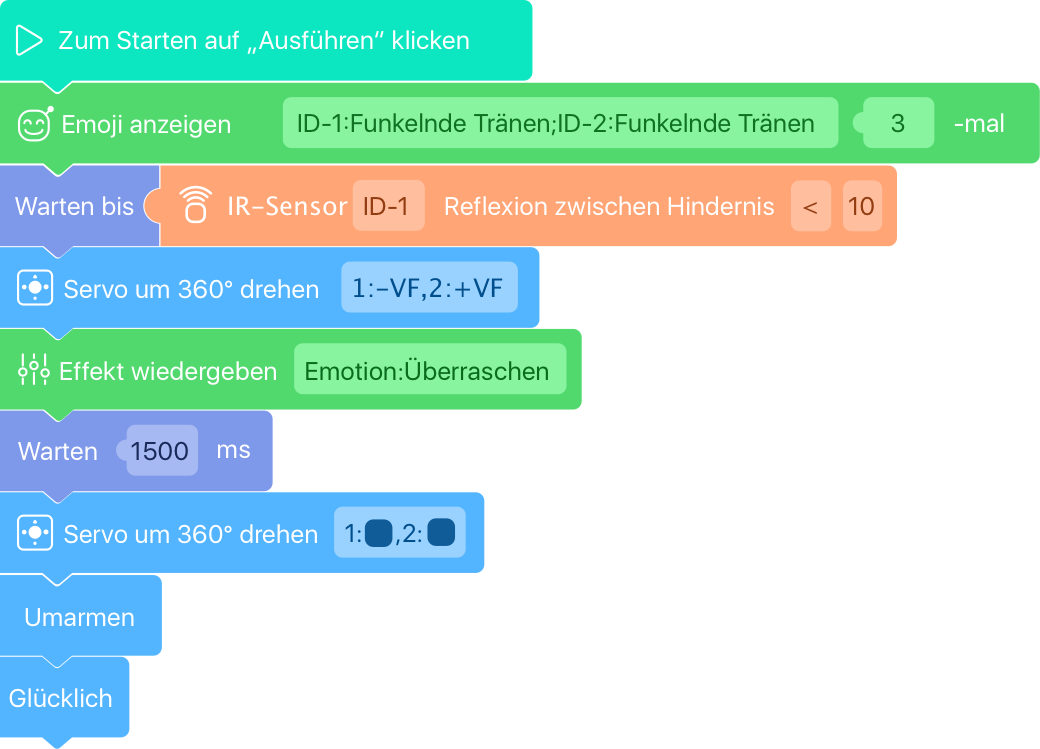 Zum Starten auf „Ausführen“ klicken
Emoji anzeigen ID-1:Funkelnde Tränen;ID-2:Funkelnde Tränen 3 -mal
Warten bis IR-Sensor ID-1 Reflexion zwischen Hindernis < 10
Servo um 360° drehen 1:-VF,2:+VF
Effekt wiedergeben Emotion:Überraschen
Warten 1500 ms
Servo um 360° drehen 1:■,2:■
Umarmen
Glücklich